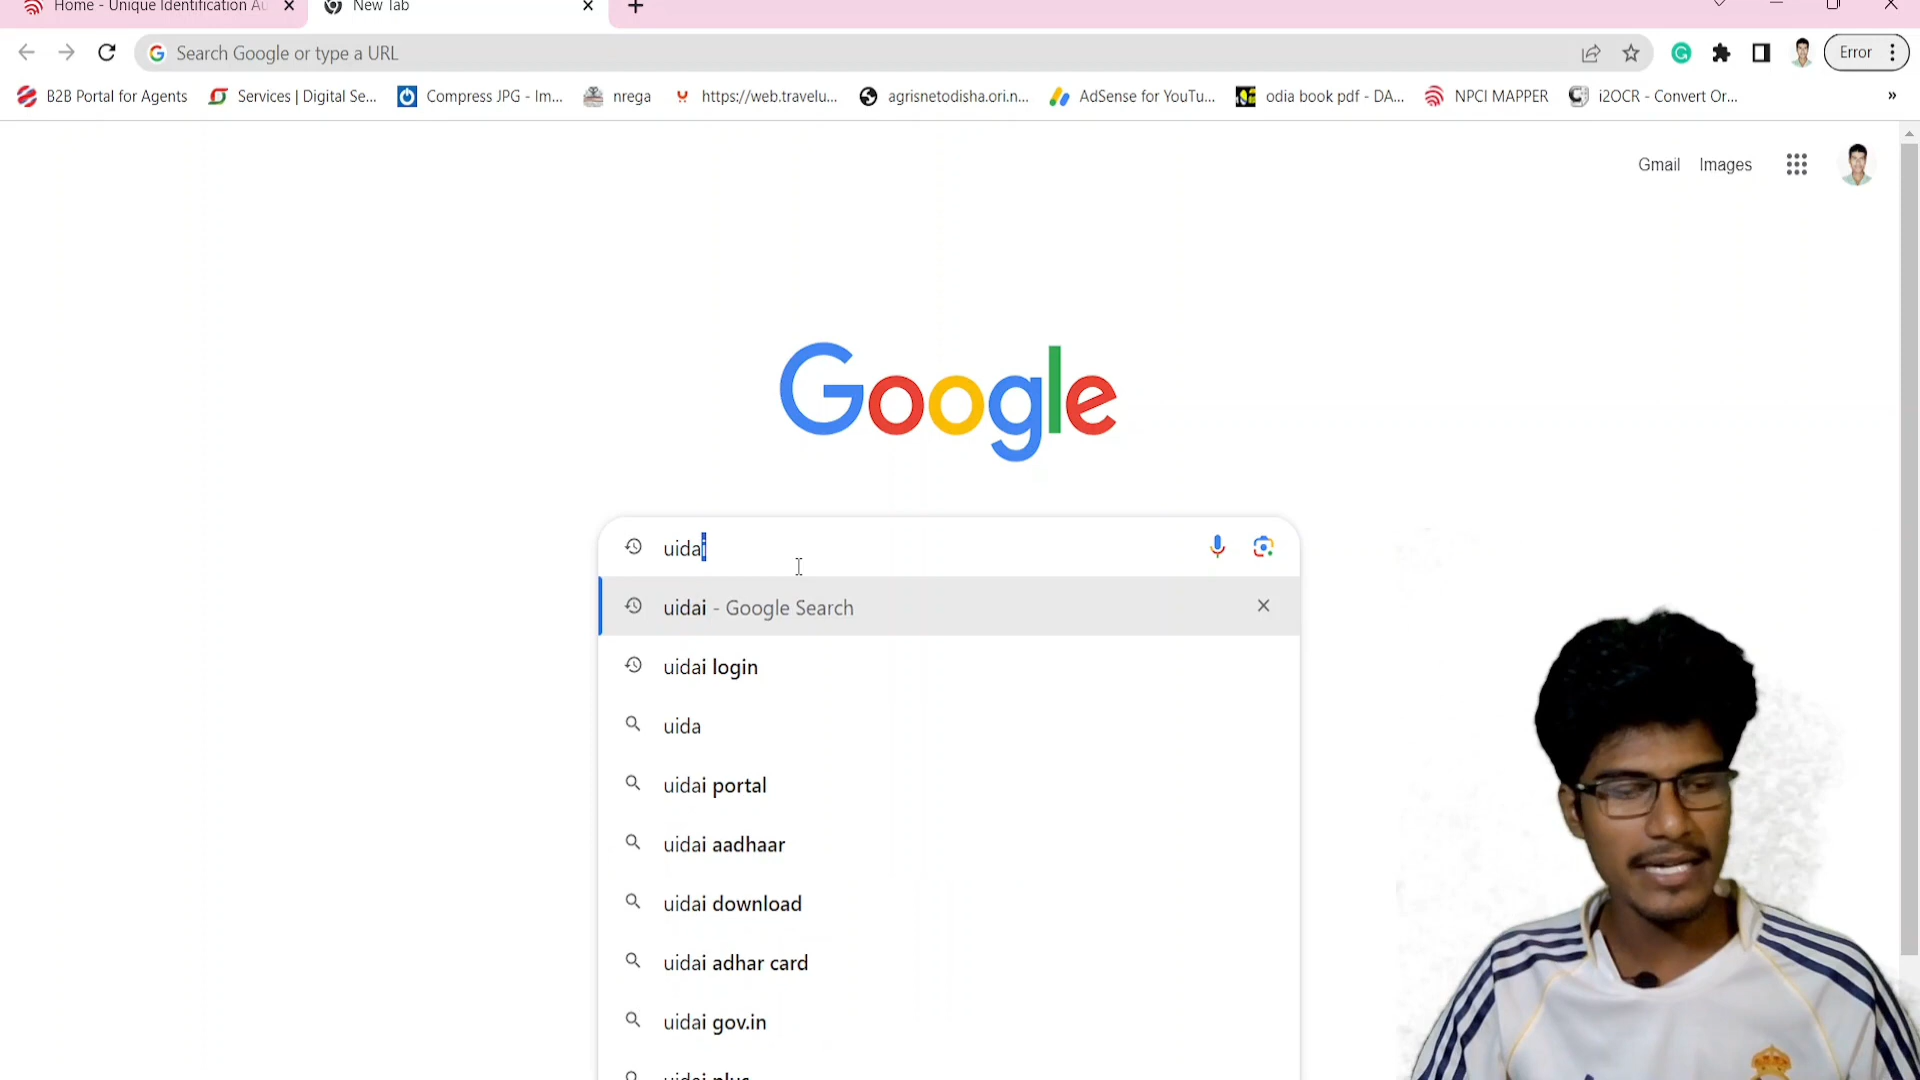 Home - Unique Identification Au
New Tab
Search Google or type a URL
Error
B2B Portal for Agents
Services | Digital Se...
Compress JPG - Im...
nrega
https://web.travelu...
agrisnetodisha.ori.n...
AdSense for YouTu...
odia book pdf - DA...
NPCI MAPPER
i2OCR - Convert Or...
Gmail Images
Google
uidai
uidai - Google Search
uidai login
uida
uidai portal
uidai aadhaar
uidai download
uidai adhar card
uidai gov.in
uidai plus